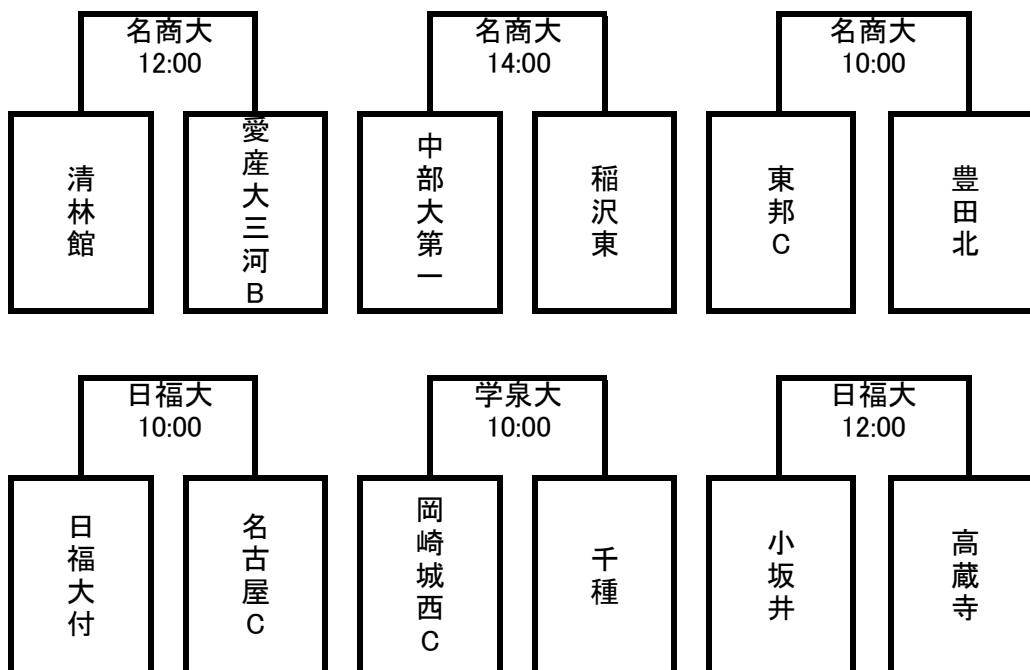 名商大
12:00
名商大
14:00
名商大
10:00
清林館
愛産大三河B
中部大第一
稲沢東
東邦C
豊田北
日福大
10:00
学泉大
10:00
日福大
12:00
日福大付
名古屋C
岡崎城西C
千種
小坂井
高蔵寺